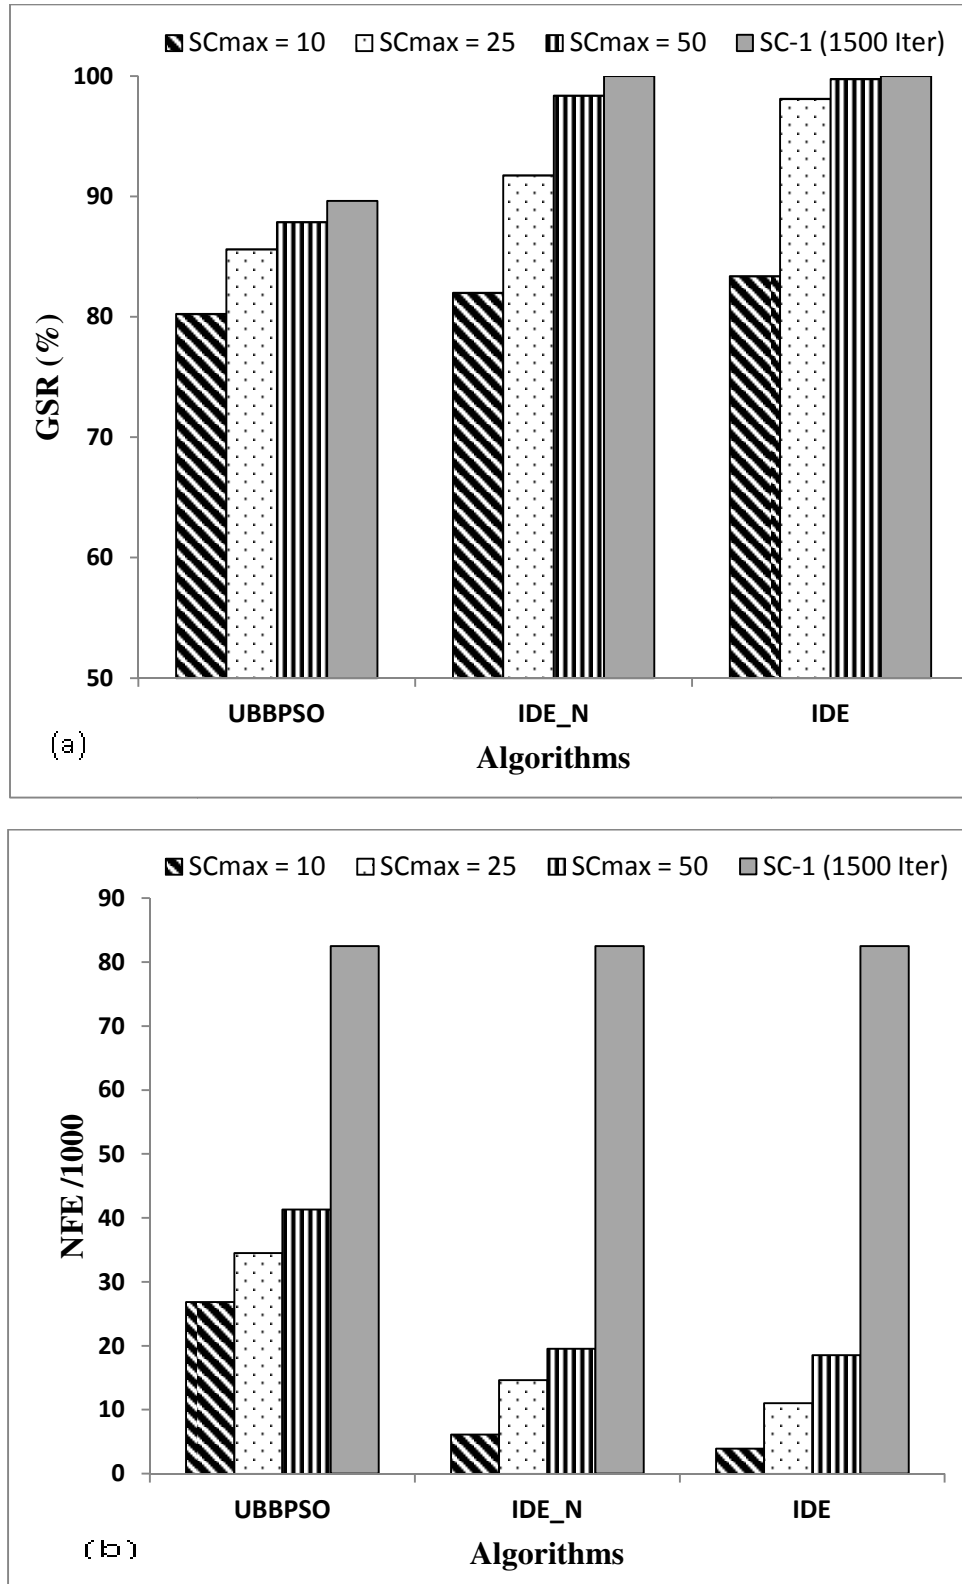 SCmax = 10 SCmax = 25 SCmax = 50 SC-1 (1500 Iter)
100
90
80
70
60
50
GSR (%)
UBBPSO IDE_N IDE
(a)
Algorithms
SCmax = 10 SCmax = 25 SCmax = 50 SC-1 (1500 Iter)
90
80
70
60
50
40
30
20
10
0
NFE /1000
UBBPSO IDE_N IDE
(b)
Algorithms